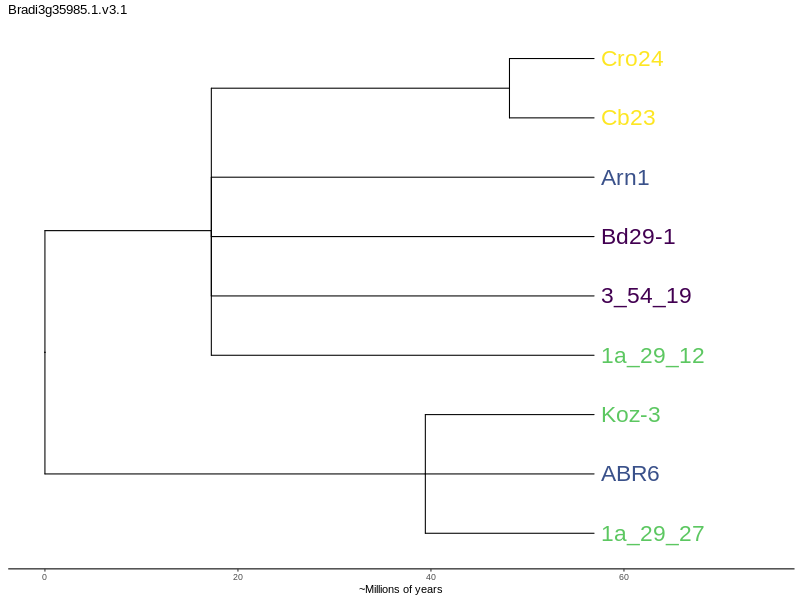 Bradi3g35985.1.v3.1
Cro24
Cb23
Arn1
Bd29-1
3_54_19
1a_29_12
Koz-3
ABR6
1a_29_27
0 20 40 60
~Millions of years